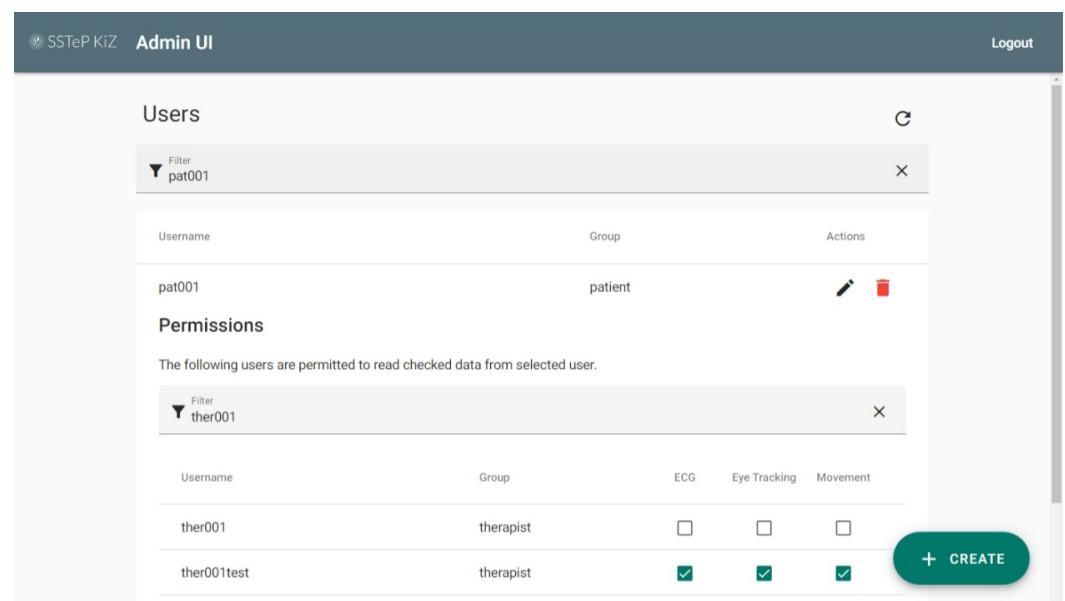 SSTeP KiZ Admin UI Logout
Users
Filter
pat001
Username Group Actions
pat001 patient
Permissions
The following users are permitted to read checked data from selected user.
Filter
ther001
Username Group ECG Eye Tracking Movement
ther001 therapist
ther001test therapist
+ CREATE